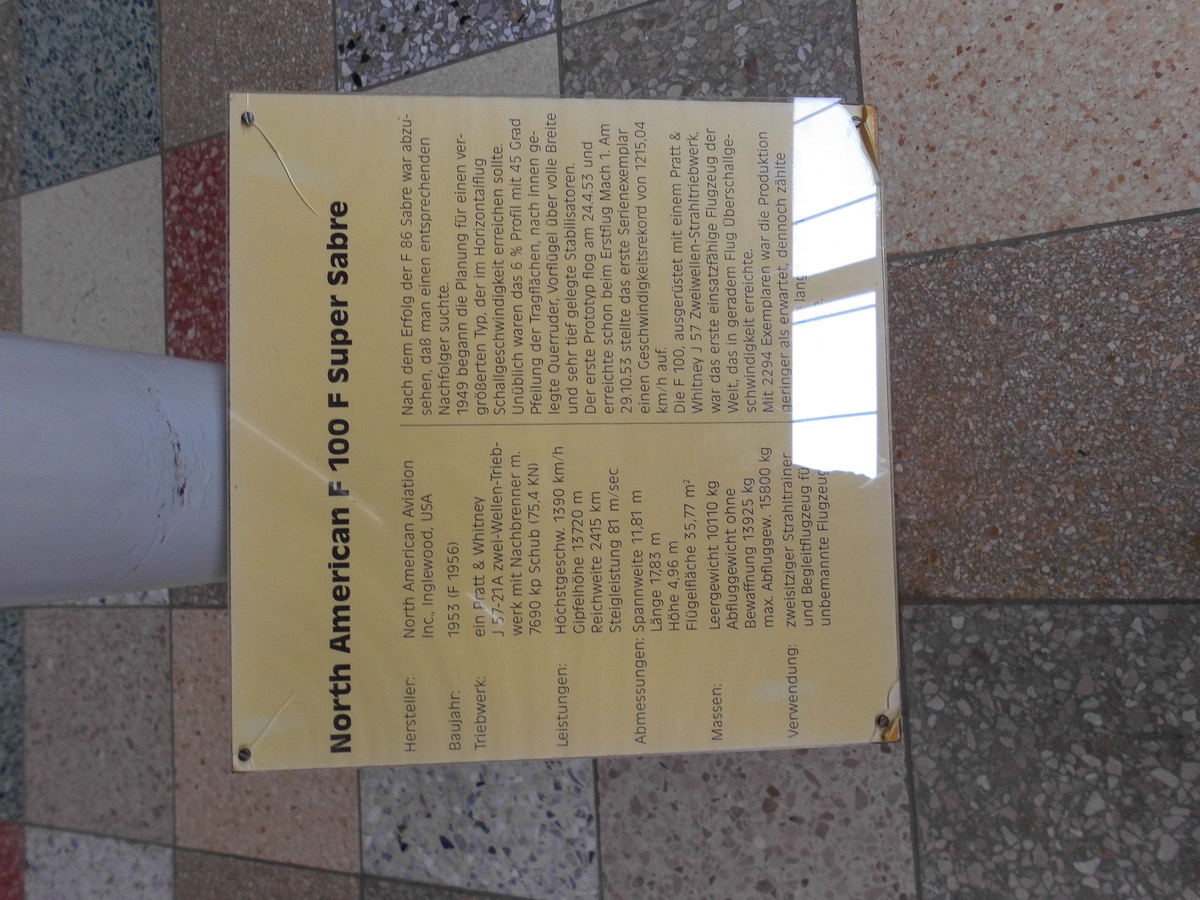 North American F 100 F Super Sabre
Hersteller: North American Aviation
Inc., Inglewood, USA
Baujahr: 1953 (F 1956)
Triebwerk: ein Pratt & Whitney
J 57-21 A zwei-Wellen-Trieb-
werk mit Nachbrenner m.
7690 kp Schub (75,4 KN)
Leistungen: Höchstgeschw. 1390 km/h
Gipfelhöhe 13720 m
Reichweite 2415 km
Steigleistung 81 m/sec
Abmessungen: Spannweite 11,81 m
Länge 17,83 m
Höhe 4,96 m
Flügelfläche 35,77 m²
Massen: Leergewicht 10110 kg
Abfluggewicht ohne
Bewaffnung 13925 kg
max. Abfluggew. 15800 kg
Verwendung: zweisitziger Strahltrainer
und Begleitflugzeug
unbemannte
Nach dem Erfolg der F 86 Sabre war abzu-
sehen, daß man einen entsprechenden
Nachfolger suchte.
1949 begann die Planung für einen ver-
größerten Typ, der im Horizontalflug
Schallgeschwindigkeit erreichen sollte.
Unüblich waren das 6 % Profil mit 45 Grad
Pfeilung der Tragflächen, nach innen ge-
legte Querruder, Vorflügel über volle Breite
und sehr tief gelegte Stabilisatoren.
Der erste Prototyp flog am 24.4.53 und
erreichte schon beim Erstflug Mach 1. Am
29.10.53 stellte das erste Serienexemplar
einen Geschwindigkeitsrekord von 1215,04
km/h auf.
Die F 100, ausgerüstet mit einem Pratt &
Whitney J 57 Zweiwellen-Strahltriebwerk,
war das erste einsatzfähige Flugzeug der
Welt, das in geradem Flug Überschallge-
schwindigkeit erreichte.
Mit 2294 Exemplaren war die Produktion
geringer als erwartet, dennoch zählte